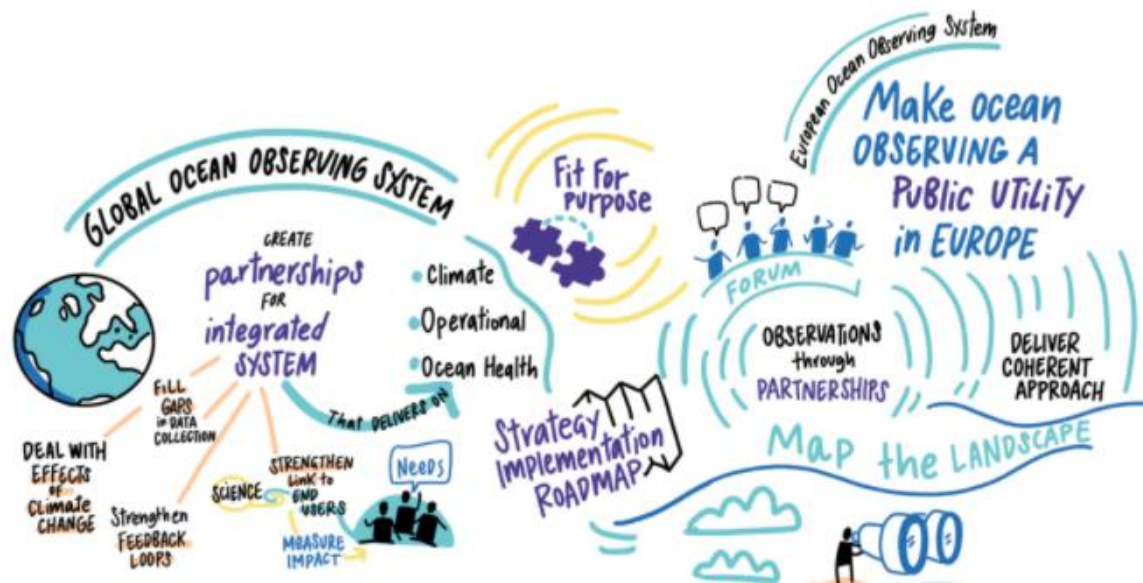 GLOBAL OCEAN OBSERVING SYSTEM
CREATE
partnerships
FOR
integrated
SYSTEM
That DELIVERS ON
Climate
Operational
Ocean Health
FILL
GAPS
in DATA
COLLECTION
DEAL WITH
EFFECTS
OF
Climate
CHANGE
Strengthen
FEEDBACK
LOOPS
STRENGTHEN
Link to
END
USERS
SCIENCE
MEASURE
IMPACT
Needs
Fit For
Purpose
Strategy
Implementation
ROADMAP
European Ocean Observing System
Make ocean
OBSERVING A
PUBLIC UTILITY
in EUROPE
FORUM
OBSERVATIONS
through
PARTNERSHIPS
DELIVER
COHERENT
APPROACH
Map the LANDSCAPE